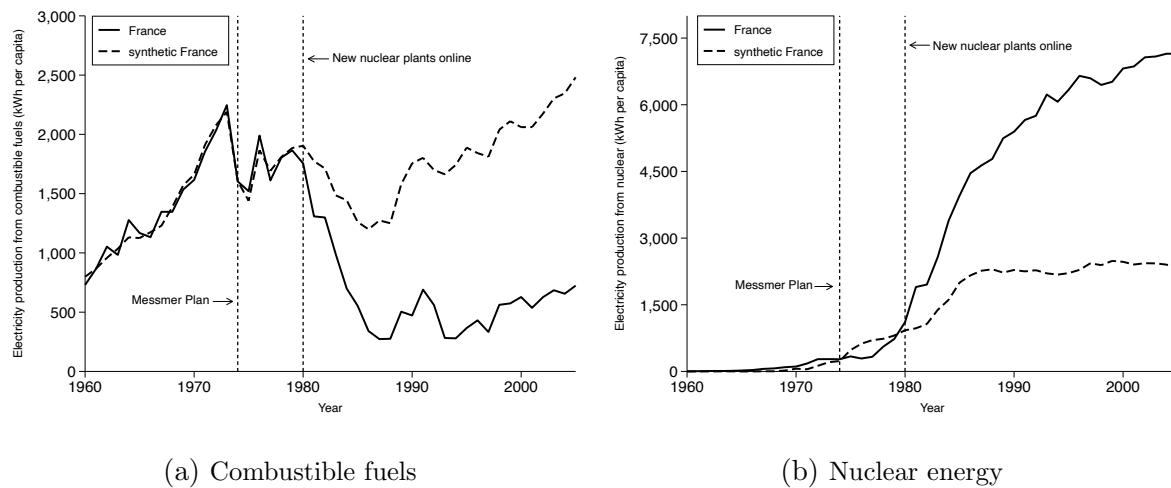 3,000
2,500
2,000
1,500
1,000
500
0
Electricity production from combustible fuels (kWh per capita)
France
synthetic France
New nuclear plants online
Messmer Plan
1960
1970
1980
1990
2000
Year
(a) Combustible fuels
7,500
6,000
4,500
3,000
1,500
0
Electricity production from nuclear (kWh per capita)
France
synthetic France
New nuclear plants online
Messmer Plan
1960
1970
1980
1990
2000
Year
(b) Nuclear energy